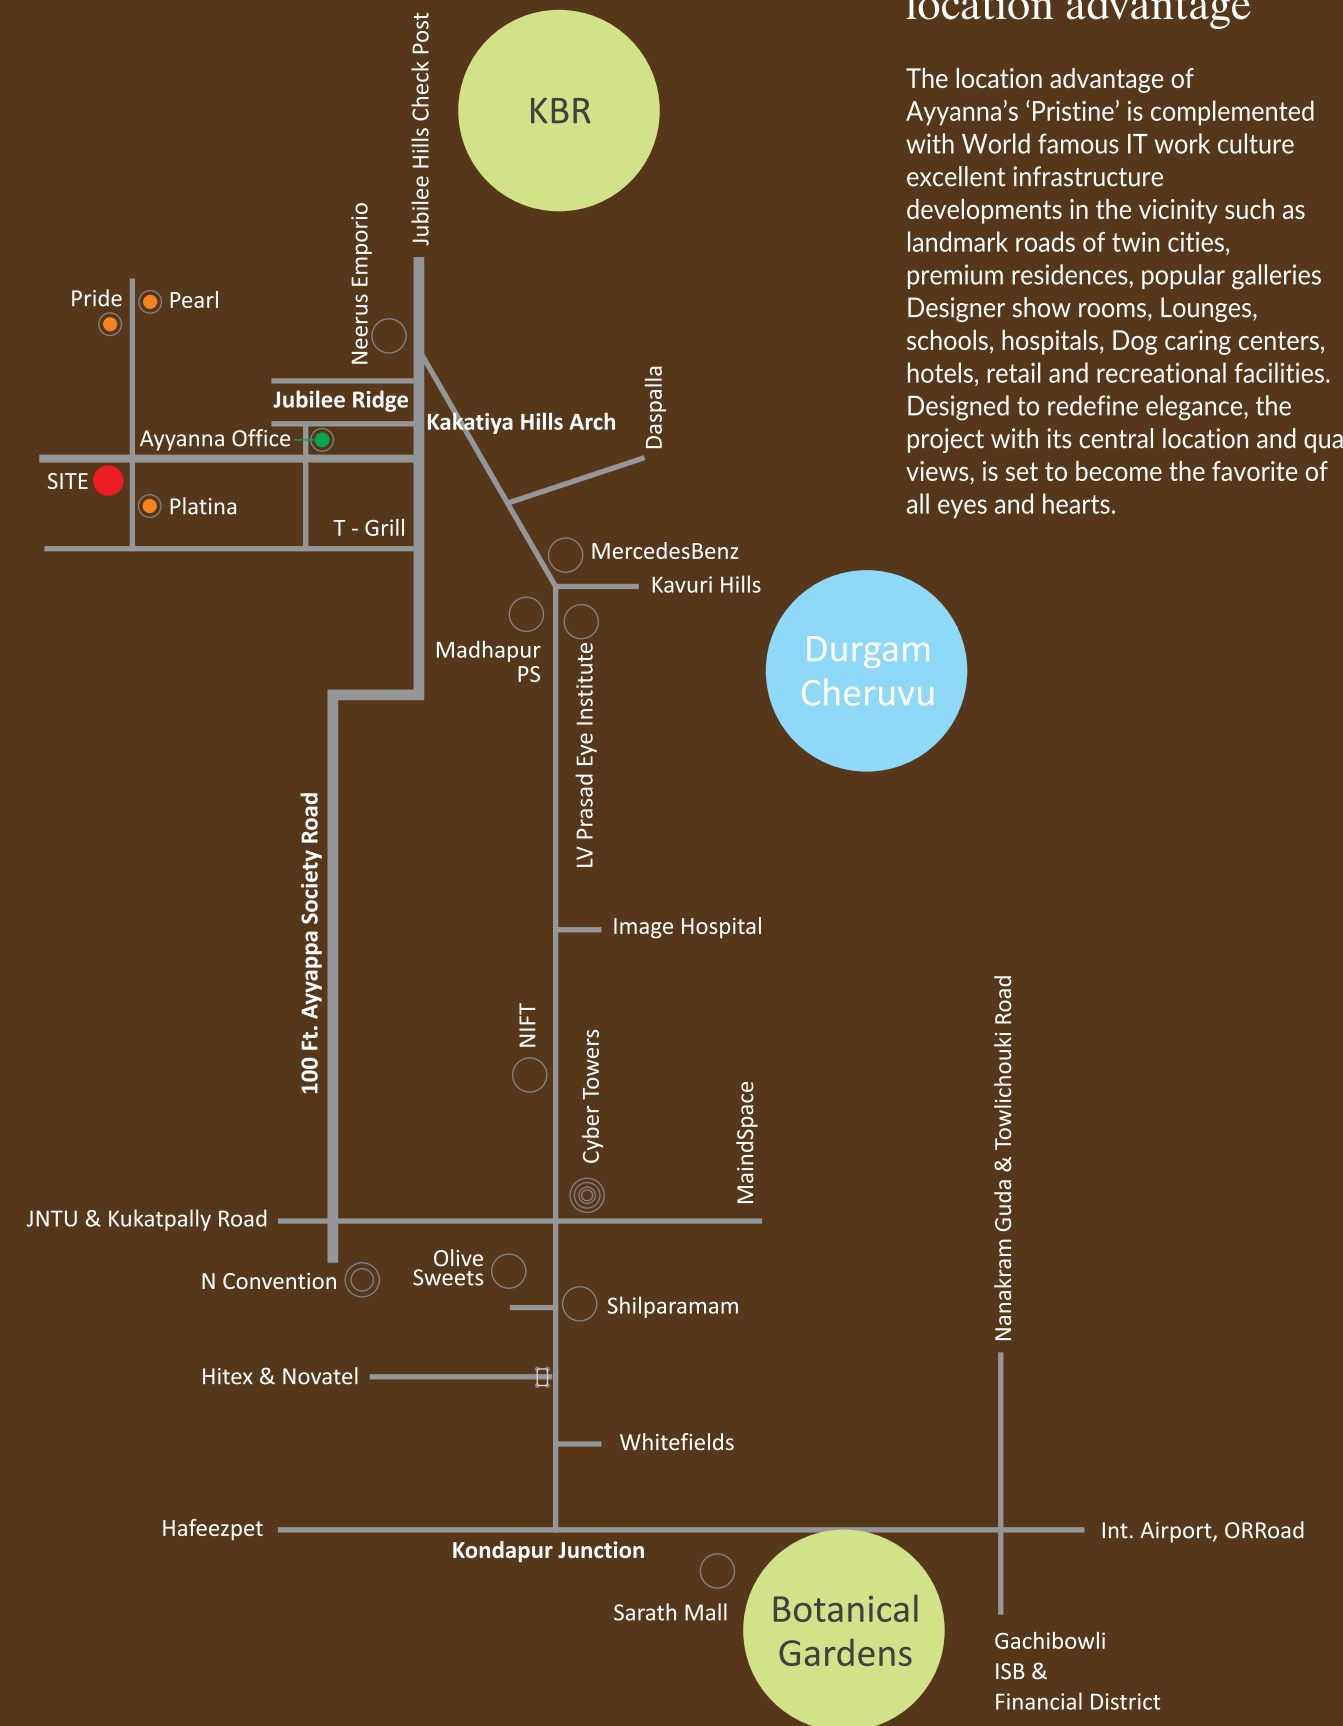 location advantage
The location advantage of
Ayyanna’s ‘Pristine’ is complemented
with World famous IT work culture
excellent infrastructure
developments in the vicinity such as
landmark roads of twin cities,
premium residences, popular galleries
Designer show rooms, Lounges,
schools, hospitals, Dog caring centers,
hotels, retail and recreational facilities.
Designed to redefine elegance, the
project with its central location and
views, is set to become the favorite of
all eyes and hearts.
KBR
Jubilee Hills Check Post
Neerus Emporio
Pride
Pearl
Jubilee Ridge
Kakatiya Hills Arch
Daspalla
Ayyanna Office
SITE
Platina
T - Grill
MercedesBenz
Kavuri Hills
Madhapur
PS
LV Prasad Eye Institute
Durgam
Cheruvu
100 Ft. Ayyappa Society Road
Image Hospital
NIFT
Cyber Towers
MaindSpace
Nanakram Guda & Towlichouki Road
JNTU & Kukatpally Road
N Convention
Olive
Sweets
Shilparamam
Hitex & Novatel
Whitefields
Hafeezpet
Kondapur Junction
Int. Airport, ORRoad
Sarath Mall
Botanical
Gardens
Gachibowli
ISB &
Financial District